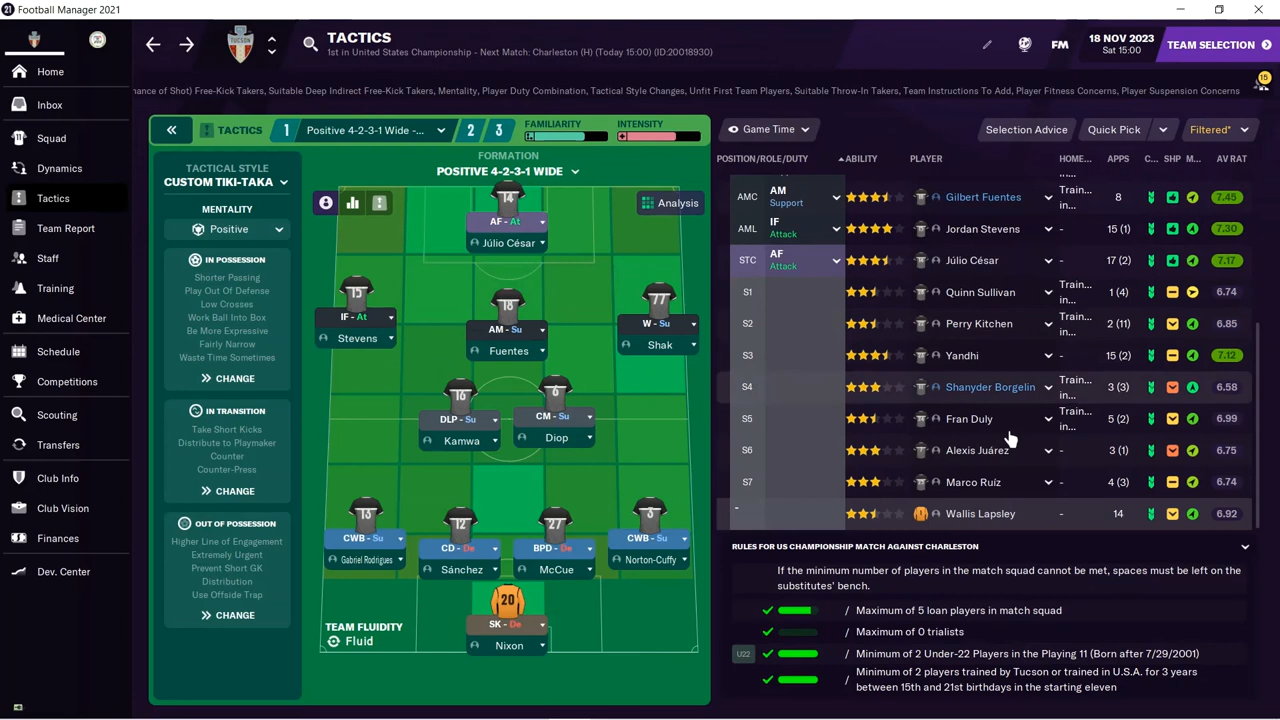 Football Manager 2021
TACTICS
1st in United States Championship - Next Match: Charleston (H) (Today 15:00) (ID:20018930)
FM
18 NOV 2023
Sat 15:00
TEAM SELECTION
15
hance of Shot) Free-Kick Takers, Suitable Deep Indirect Free-Kick Takers, Mentality, Player Duty Combination, Tactical Style Changes, Unfit First Team Players, Suitable Throw-In Takers, Team Instructions To Add, Player Fitness Concerns, Player Suspension Concerns
Home
Inbox
Squad
Dynamics
Tactics
Team Report
Staff
Training
Medical Center
Schedule
Competitions
Scouting
Transfers
Club Info
Club Vision
Finances
Dev. Center
TACTICS
1
Positive 4-2-3-1 Wide -...
2
3
FAMILIARITY
INTENSITY
TACTICAL STYLE
CUSTOM TIKI-TAKA
MENTALITY
Positive
IN POSSESSION
Shorter Passing
Play Out Of Defense
Low Crosses
Work Ball Into Box
Be More Expressive
Fairly Narrow
Waste Time Sometimes
CHANGE
IN TRANSITION
Take Short Kicks
Distribute to Playmaker
Counter
Counter-Press
CHANGE
OUT OF POSSESSION
Higher Line of Engagement
Extremely Urgent
Prevent Short GK
Distribution
Use Offside Trap
CHANGE
FORMATION
POSITIVE 4-2-3-1 WIDE
Analysis
14
AF - At
Júlio César
15
IF - At
Stevens
18
AM - Su
Fuentes
77
W - Su
Shak
16
DLP - Su
Kamwa
6
CM - Su
Diop
13
CWB - Su
Gabriel Rodrigues
12
CD - De
Sánchez
27
BPD - De
McCue
3
CWB - Su
Norton-Cuffy
20
SK - De
Nixon
TEAM FLUIDITY
Fluid
Game Time
Selection Advice
Quick Pick
Filtered*
POSITION/ROLE/DUTY ABILITY PLAYER HOME... APPS C... SHP M... AV RAT
AMC AM Support Gilbert Fuentes Train in... 8 7.45
AML IF Attack Jordan Stevens - 15 (1) 7.30
STC AF Attack Júlio César - 17 (2) 7.17
S1 Quinn Sullivan Train in... 1 (4) 6.74
S2 Perry Kitchen Train in... 2 (11) 6.85
S3 Yandhi - 15 (2) 7.12
S4 Shanyder Borgelin Train in... 3 (3) 6.58
S5 Fran Duly Train in... 5 (2) 6.99
S6 Alexis Juárez - 3 (1) 6.75
S7 Marco Ruíz - 4 (3) 6.74
- Wallis Lapsley - 14 6.92
RULES FOR US CHAMPIONSHIP MATCH AGAINST CHARLESTON
If the minimum number of players in the match squad cannot be met, spaces must be left on the
substitutes' bench.
/ Maximum of 5 loan players in match squad
/ Maximum of 0 trialists
U22 / Minimum of 2 Under-22 Players in the Playing 11 (Born after 7/29/2001)
/ Minimum of 2 players trained by Tucson or trained in U.S.A. for 3 years
between 15th and 21st birthdays in the starting eleven